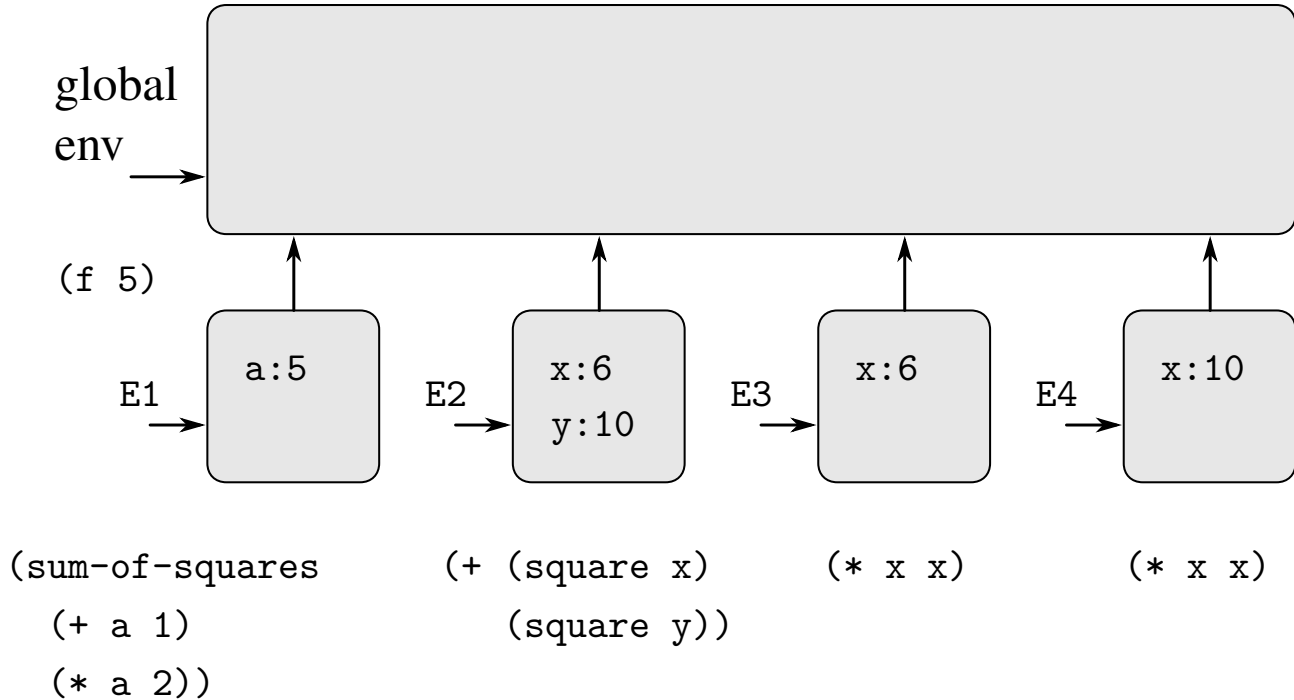 global
env
(f 5)
E1
a:5
E2
x:6
y:10
E3
x:6
E4
x:10
(sum-of-squares
(+ a 1)
(* a 2))
(+ (square x)
(square y))
(* x x)
(* x x)